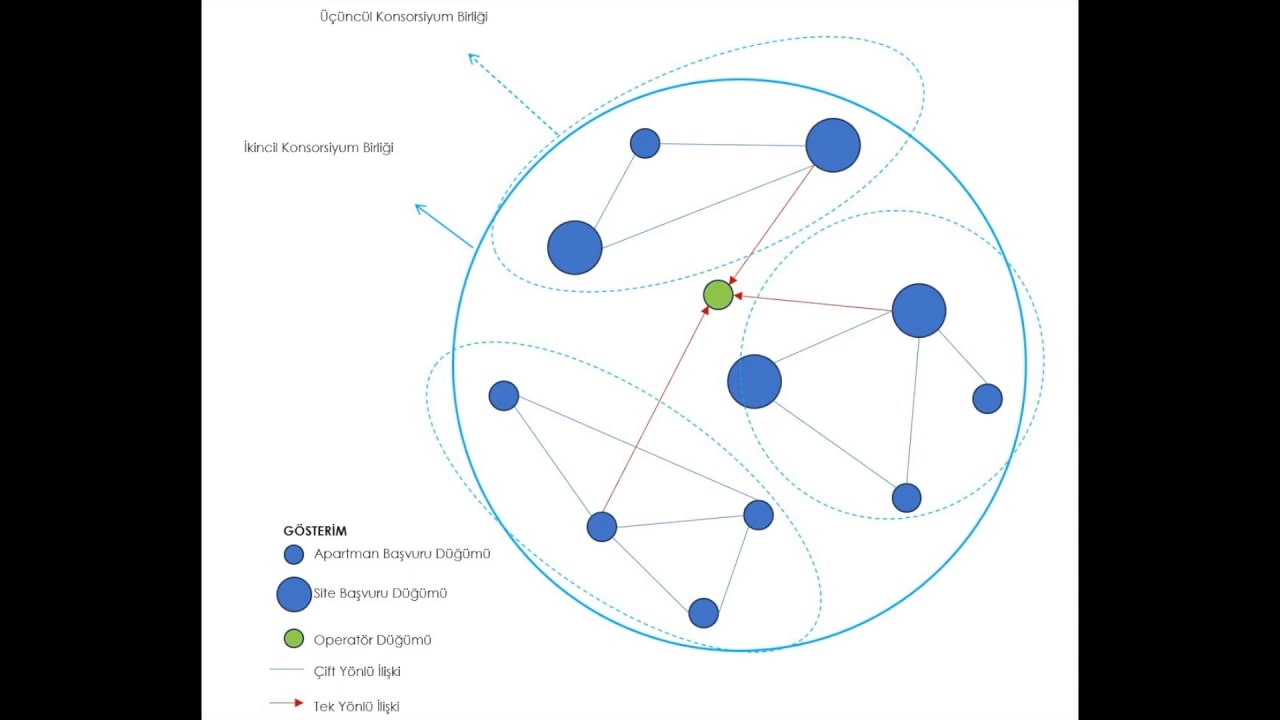 Üçüncül Konsorsiyum Birliği
İkincil Konsorsiyum Birliği
GÖSTERİM
Apartman Başvuru Düğümü
Site Başvuru Düğümü
Operatör Düğümü
Çift Yönlü İlişki
Tek Yönlü İlişki